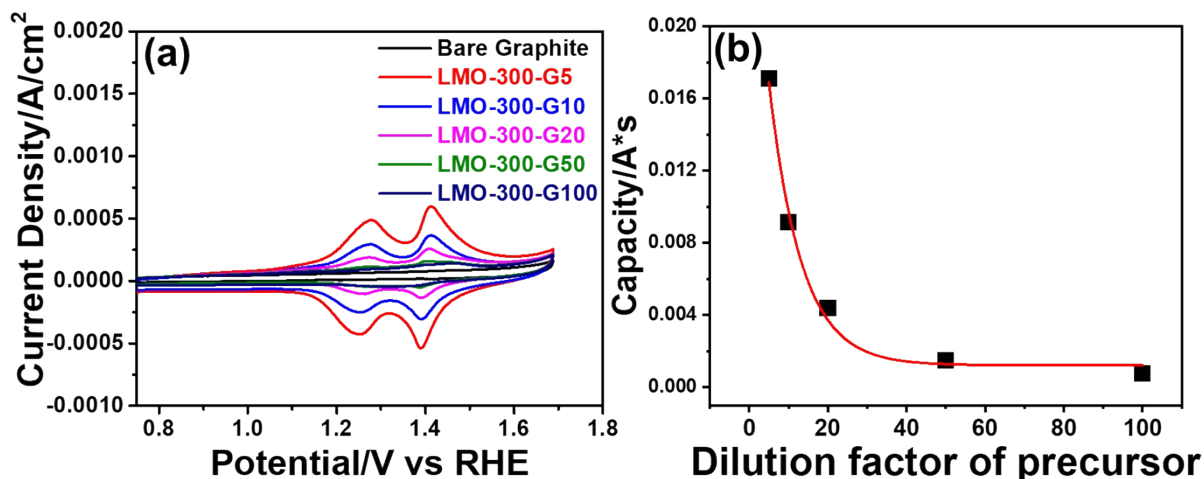 (a)
Bare Graphite
LMO-300-G5
LMO-300-G10
LMO-300-G20
LMO-300-G50
LMO-300-G100
Current Density/A/cm²
0.0020
0.0015
0.0010
0.0005
0.0000
-0.0005
-0.0010
0.8 1.0 1.2 1.4 1.6 1.8
Potential/V vs RHE
(b)
Capacity/A*s
0.020
0.016
0.012
0.008
0.004
0.000
0 20 40 60 80 100
Dilution factor of precursor